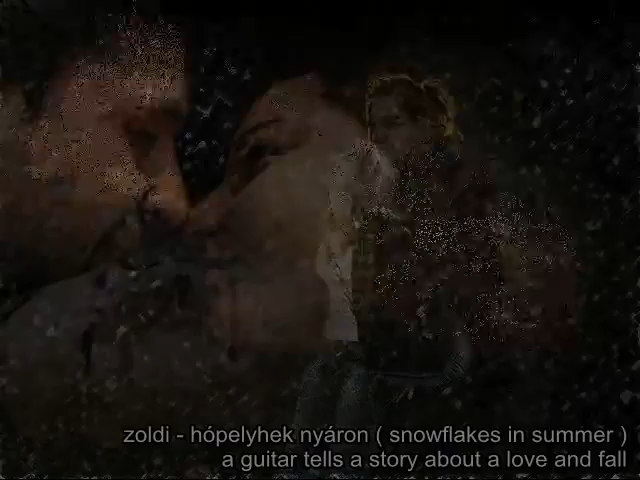 zoldi - hópelyhek nyáron ( snowflakes in summer )
a guitar tells a story about a love and fall